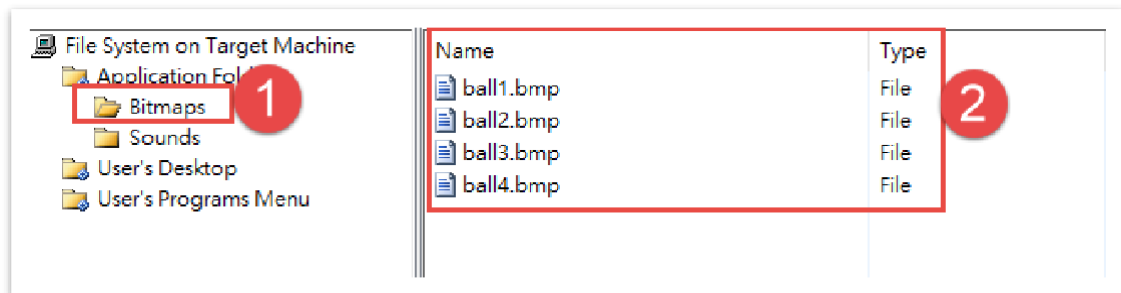 File System on Target Machine
Application Fol
Bitmaps
1
Sounds
User's Desktop
User's Programs Menu
Name Type
ball1.bmp File
ball2.bmp File
ball3.bmp File
ball4.bmp File
2